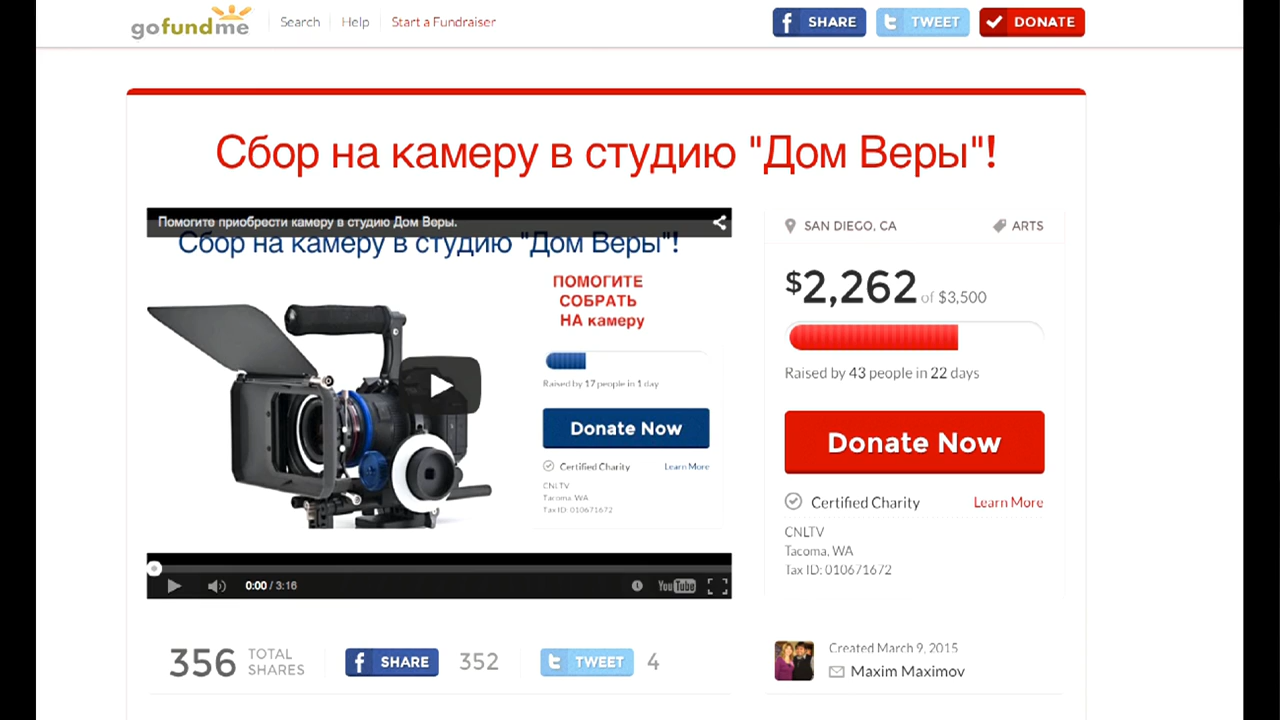 gofundme
Search
Help
Start a Fundraiser
SHARE
TWEET
DONATE
Сбор на камеру в студию "Дом Веры"!
Помогите приобрести камеру в студию Дом Веры.
Сбор на камеру в студию "Дом Веры"!
ПОМОГИТЕ
СОБРАТЬ
НА камеру
Raised by 17 people in 1 day
Donate Now
Certified Charity
Learn More
CNLTV
Tacoma, WA
Tax ID: 010671672
0:00 / 3:16
YouTube
SAN DIEGO, CA
ARTS
$2,262 of $3,500
Raised by 43 people in 22 days
Donate Now
Certified Charity
Learn More
CNLTV
Tacoma, WA
Tax ID: 010671672
356
TOTAL
SHARES
SHARE
352
TWEET
4
Created March 9, 2015
Maxim Maximov